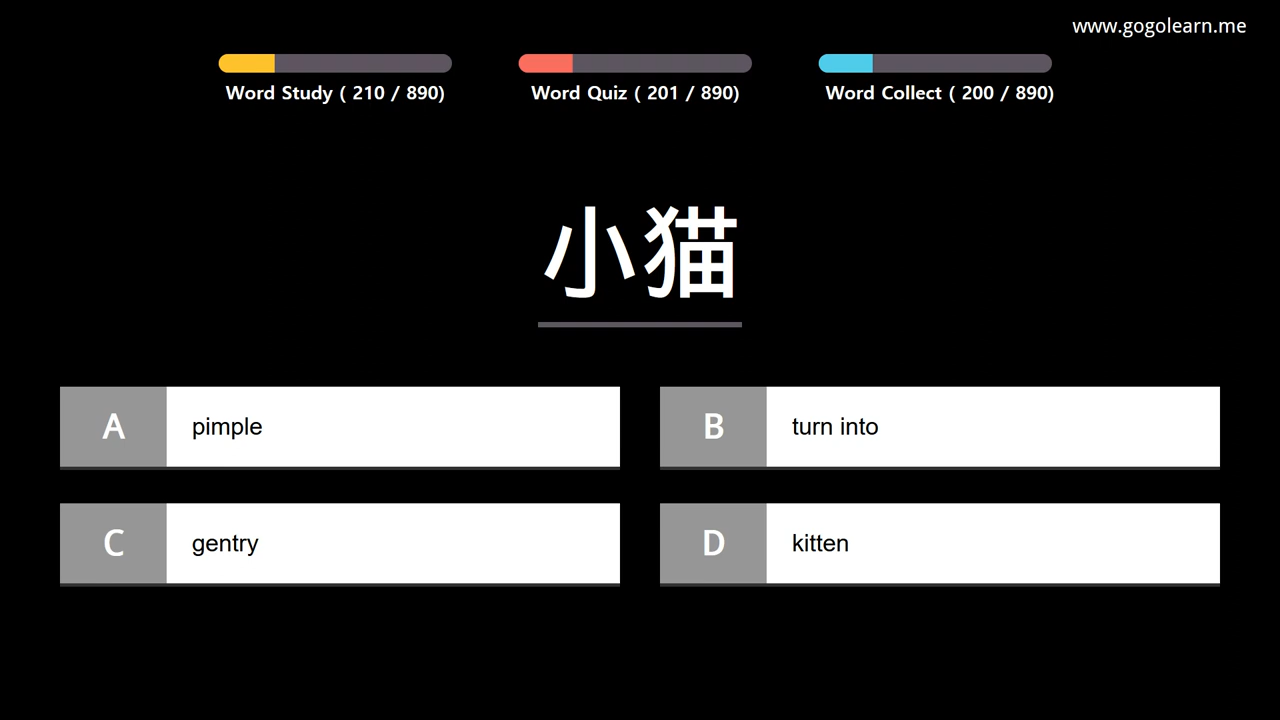 www.gogolearn.me
Word Study ( 210 / 890)
Word Quiz ( 201 / 890)
Word Collect ( 200 / 890)
小猫
A pimple
B turn into
C gentry
D kitten